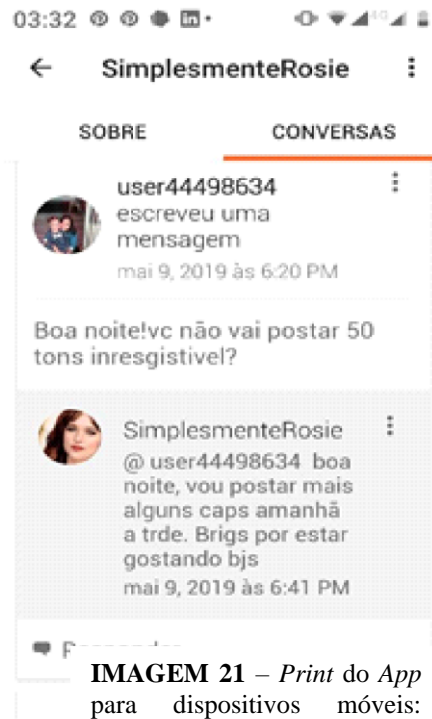 03:32
4G
SimplesmenteRosie
SOBRE CONVERSAS
user44498634
escreveu uma
mensagem
mai 9, 2019 às 6:20 PM
Boa noite!vc não vai postar 50
tons inresgistivel?
SimplesmenteRosie
@ user44498634 boa
noite, vou postar mais
alguns caps amanhã
a trde. Brigs por estar
gostando bjs
mai 9, 2019 às 6:41 PM
IMAGEM 21 – Print do App
para dispositivos móveis: